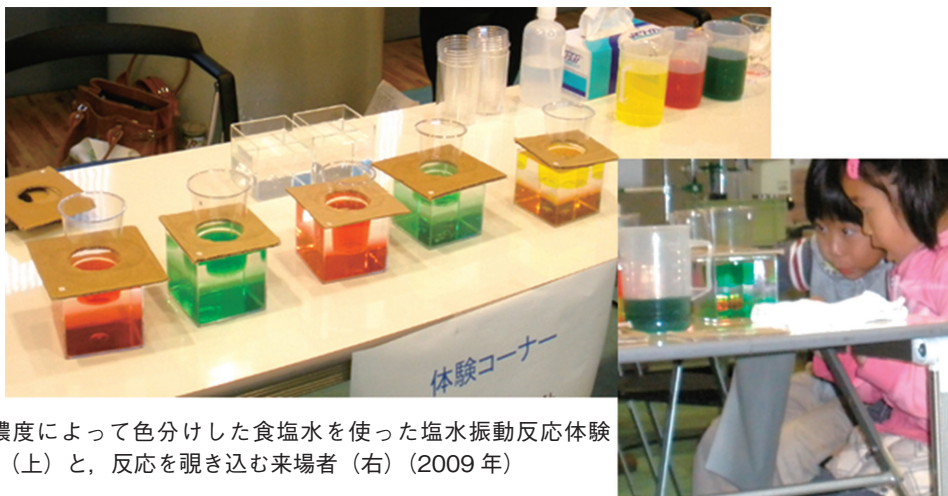 体験コーナー
濃度によって色分けした食塩水を使った塩水振動反応体験
（上）と，反応を覗き込む来場者（右）（2009 年）